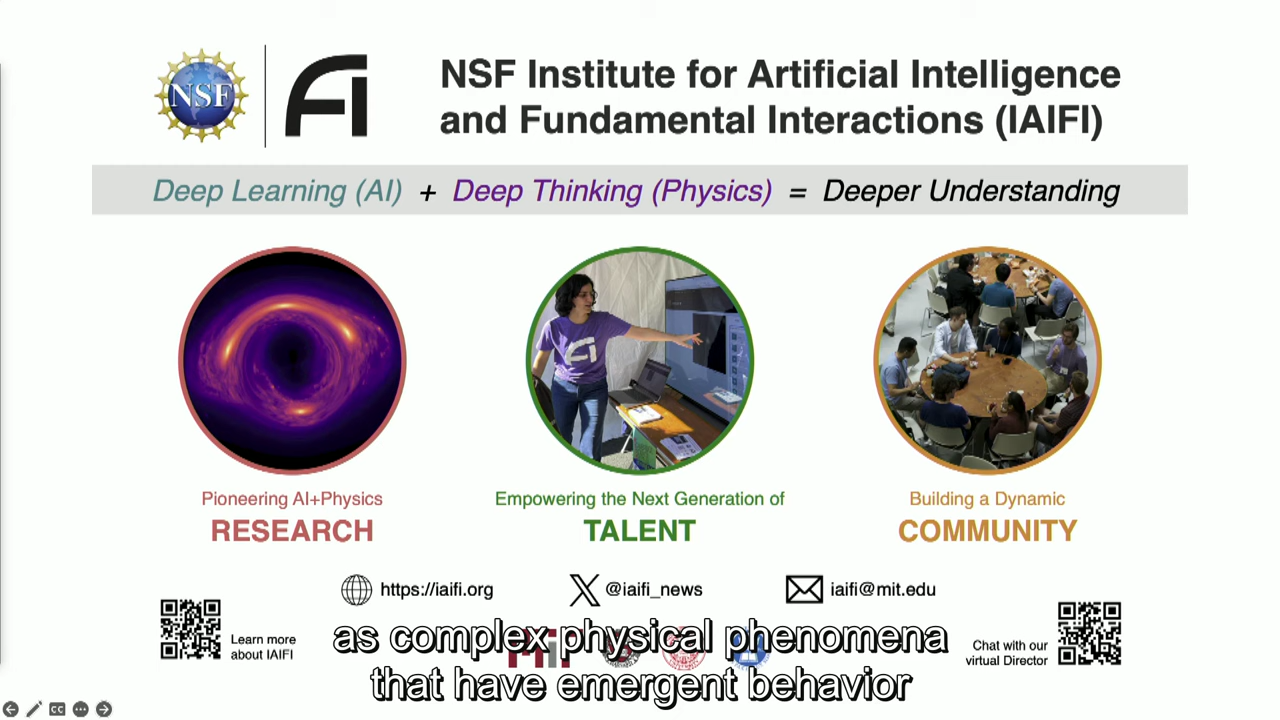 NSF
AI
NSF Institute for Artificial Intelligence
and Fundamental Interactions (IAIFI)
Deep Learning (AI) + Deep Thinking (Physics) = Deeper Understanding
Pioneering AI+Physics
RESEARCH
Empowering the Next Generation of
TALENT
Building a Dynamic
COMMUNITY
https://iaifi.org
@iaifi_news
iaifi@mit.edu
Learn more
about IAIFI
Chat with our
virtual Director
as complex physical phenomena
that have emergent behavior
CC